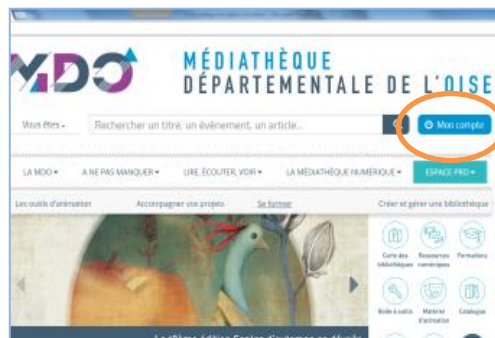 MDO
MÉDIATHÈQUE
DÉPARTEMENTALE DE L'OISE
Vous êtes
Rechercher un titre, un événement, un article...
Mon compte
LA MDO
A NE PAS MANQUER
LIRE, ÉCOUTER, VOIR
LA MÉDIATHÈQUE NUMÉRIQUE
ESPACE PRO
Les outils d'animation
Accompagner vos projets
Se former
Créer et gérer une bibliothèque
Carte des bibliothèques
Ressources numériques
Formations
Boîte à outils
Matériel d'animation
Catalogue